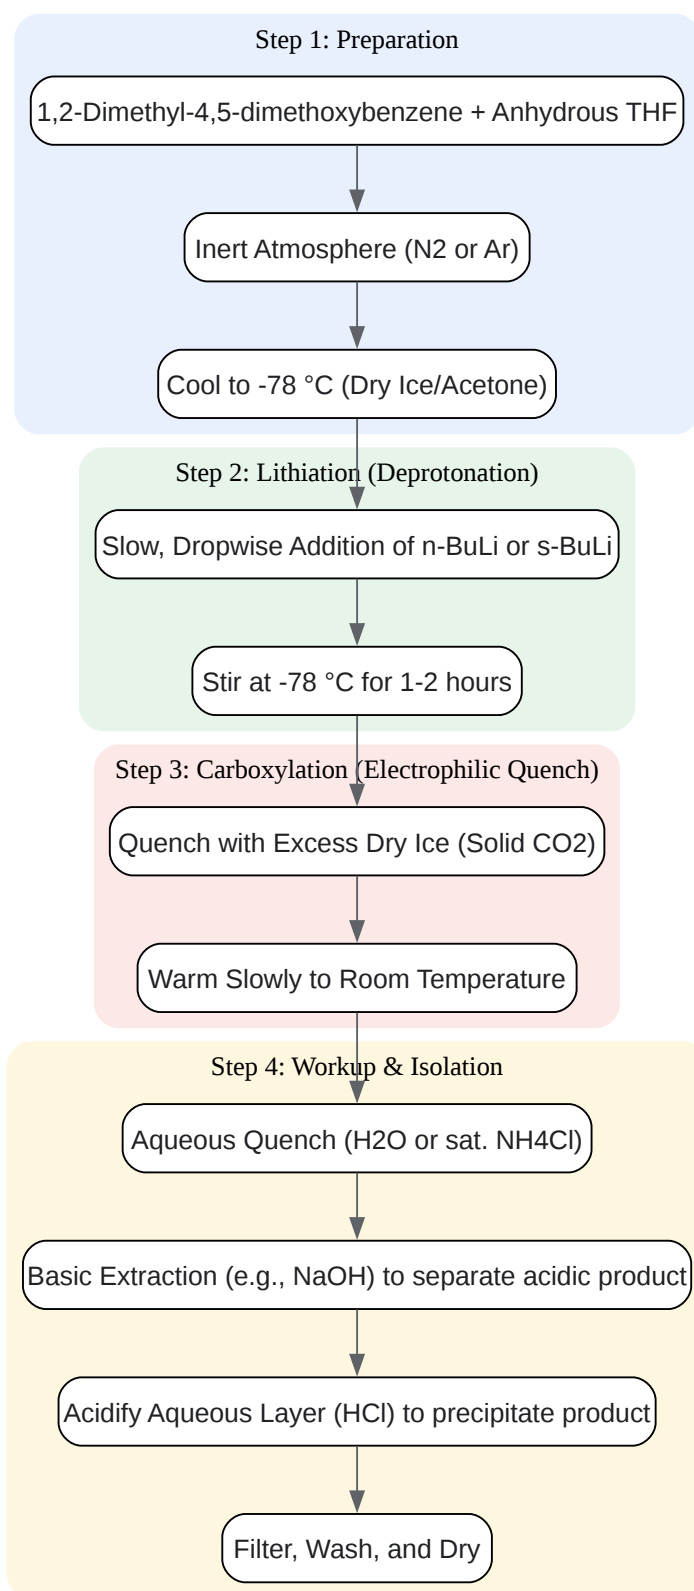 Step 1: Preparation
1,2-Dimethyl-4,5-dimethoxybenzene + Anhydrous THF
Inert Atmosphere (N2 or Ar)
Cool to -78 °C (Dry Ice/Acetone)
Step 2: Lithiation (Deprotonation)
Slow, Dropwise Addition of n-BuLi or s-BuLi
Stir at -78 °C for 1-2 hours
Step 3: Carboxylation (Electrophilic Quench)
Quench with Excess Dry Ice (Solid CO2)
Warm Slowly to Room Temperature
Step 4: Workup & Isolation
Aqueous Quench (H2O or sat. NH4Cl)
Basic Extraction (e.g., NaOH) to separate acidic product
Acidify Aqueous Layer (HCl) to precipitate product
Filter, Wash, and Dry